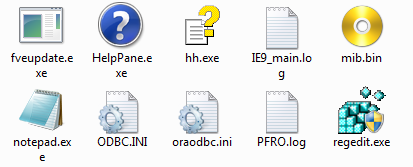 fveupdate.e
xe
HelpPane.e
xe
hh.exe
IE9_main.lo
g
mib.bin
notepad.ex
e
ODBC.INI
oraodbc.ini
PFRO.log
regedit.exe